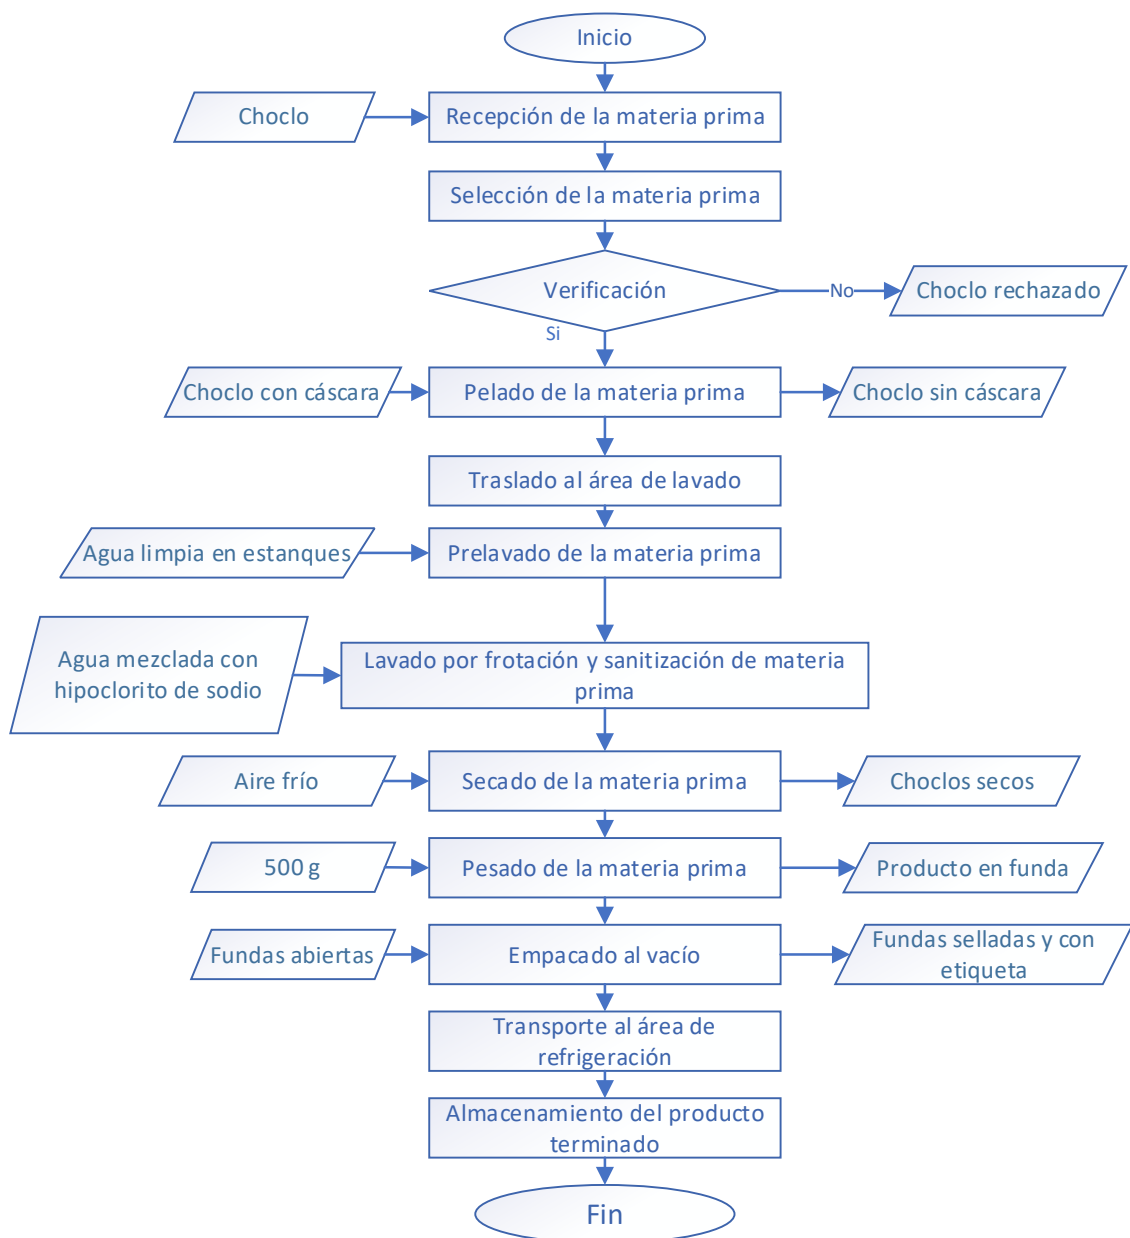 Inicio
Choclo
Recepción de la materia prima
Selección de la materia prima
Verificación
No
Choclo rechazado
Si
Choclo con cáscara
Pelado de la materia prima
Choclo sin cáscara
Traslado al área de lavado
Agua limpia en estanques
Prelavado de la materia prima
Agua mezclada con
hipoclorito de sodio
Lavado por frotación y sanitización de materia
prima
Aire frío
Secado de la materia prima
Choclos secos
500 g
Pesado de la materia prima
Producto en funda
Fundas abiertas
Empacado al vacío
Fundas selladas y con
etiqueta
Transporte al área de
refrigeración
Almacenamiento del producto
terminado
Fin